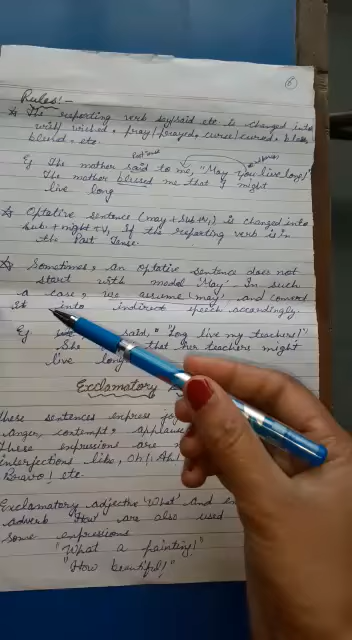 6
Rules:-
The reporting verb say/said etc. is changed into
with/wished, pray/prayed, curse/cursed, bless/
blessed, etc.
Past Tense
Eg The mother said to me, "May you live long!"
The mother blessed me that I might
live long
Optative Sentence (may + sub + V1) is changed into
sub + might + V1 If the reporting verb is in
the Past Tense.
Sometimes, an optative sentence does not
start with modal 'May'. In such
a case, we assume 'may' and convert
it into indirect speech accordingly.
Eg said, "Long live my teachers!"
She that her teachers might
live long
Exclamatory
These sentences express
anger, contempt, applause
These expressions are
interjections like, Oh! Ah!
Bravo! etc.
Exclamatory adjective 'What' and
adverb 'How' are also used
some expressions
"What a painting!"
"How beautiful!"